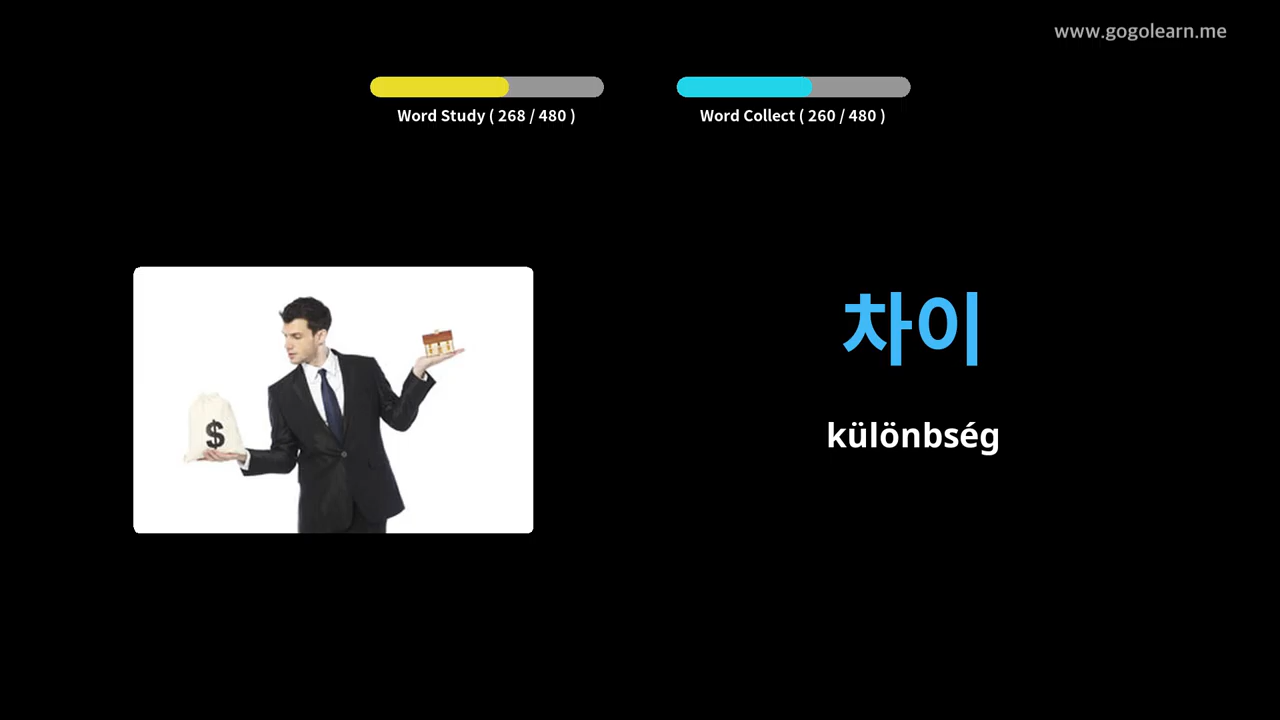 www.gogolearn.me
Word Study ( 268 / 480 )
Word Collect ( 260 / 480 )
차이
$
különbség